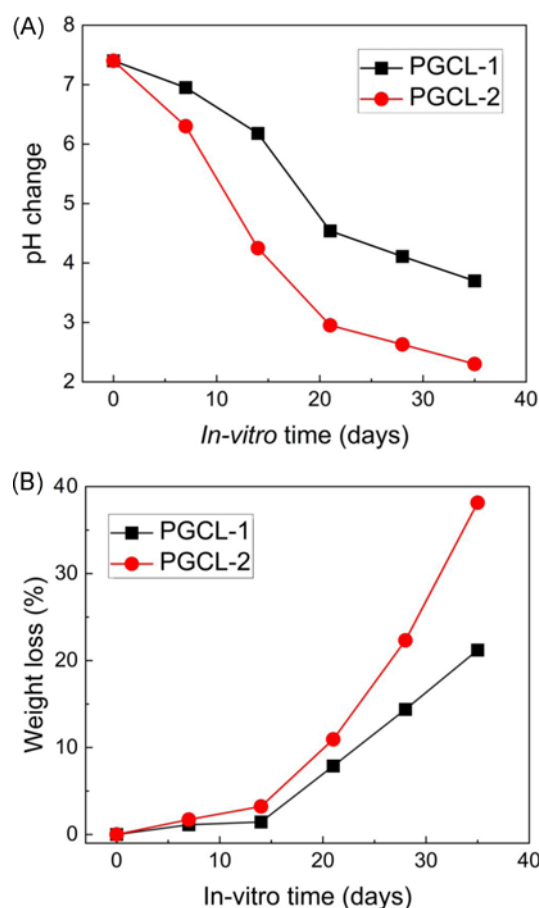 (A)
8
7
6
5
4
3
2
pH change
PGCL-1
PGCL-2
0 10 20 30 40
In-vitro time (days)
(B)
40
30
20
10
0
Weight loss (%)
PGCL-1
PGCL-2
0 10 20 30 40
In-vitro time (days)